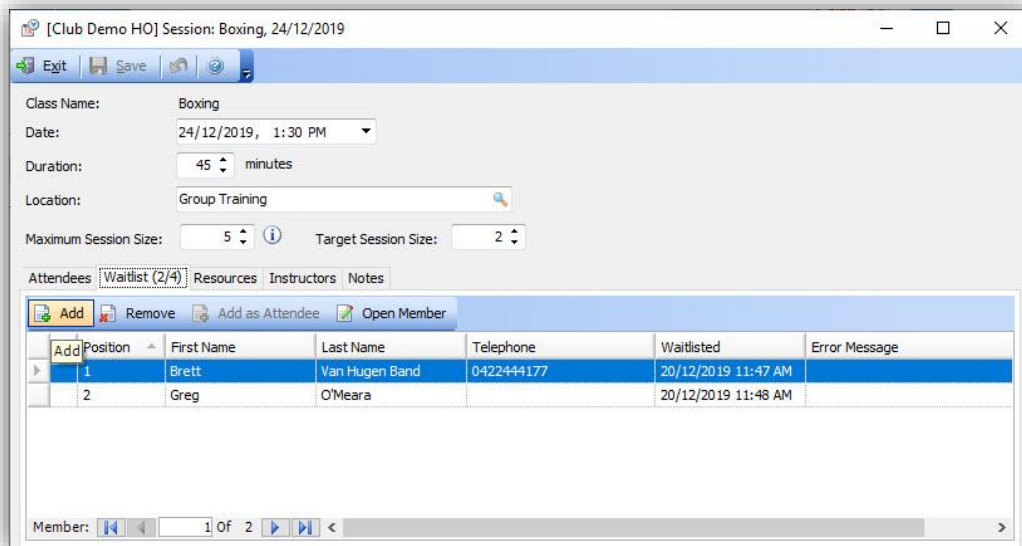 [Club Demo HO] Session: Boxing, 24/12/2019
Exit Save
Class Name: Boxing
Date: 24/12/2019, 1:30 PM
Duration: 45 minutes
Location: Group Training
Maximum Session Size: 5 Target Session Size: 2
Attendees Waitlist (2/4) Resources Instructors Notes
Add Remove Add as Attendee Open Member
Add Position First Name Last Name Telephone Waitlisted Error Message
1 Brett Van Hugen Band 0422444177 20/12/2019 11:47 AM
2 Greg O'Meara 20/12/2019 11:48 AM
Member: 1 Of 2